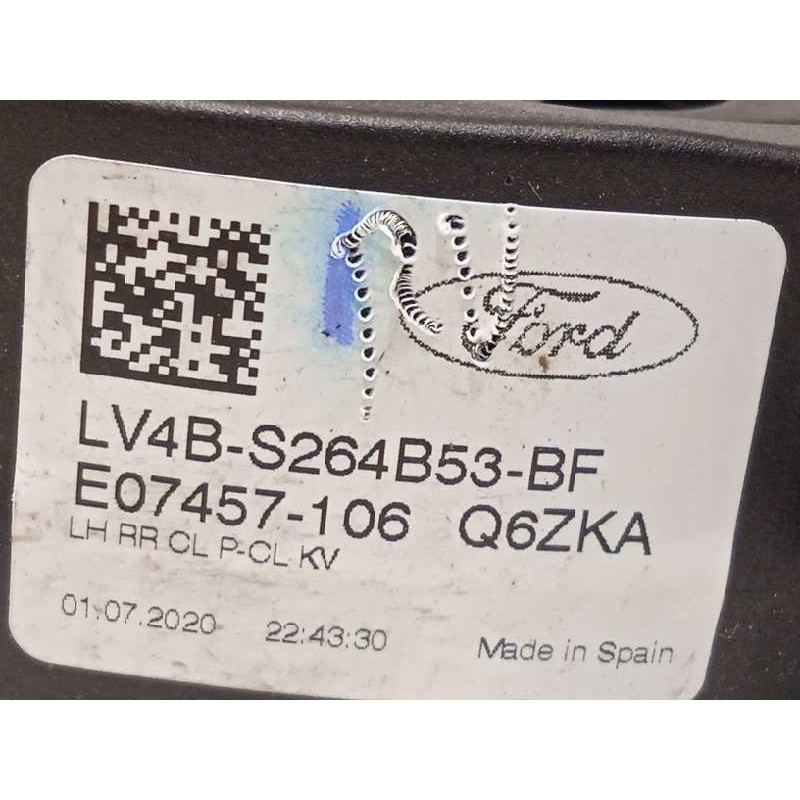 Ford
LV4B-S264B53-BF
E07457-106 Q6ZKA
LH RR CL P-CL KV
01.07.2020 22:43:30 Made in Spain